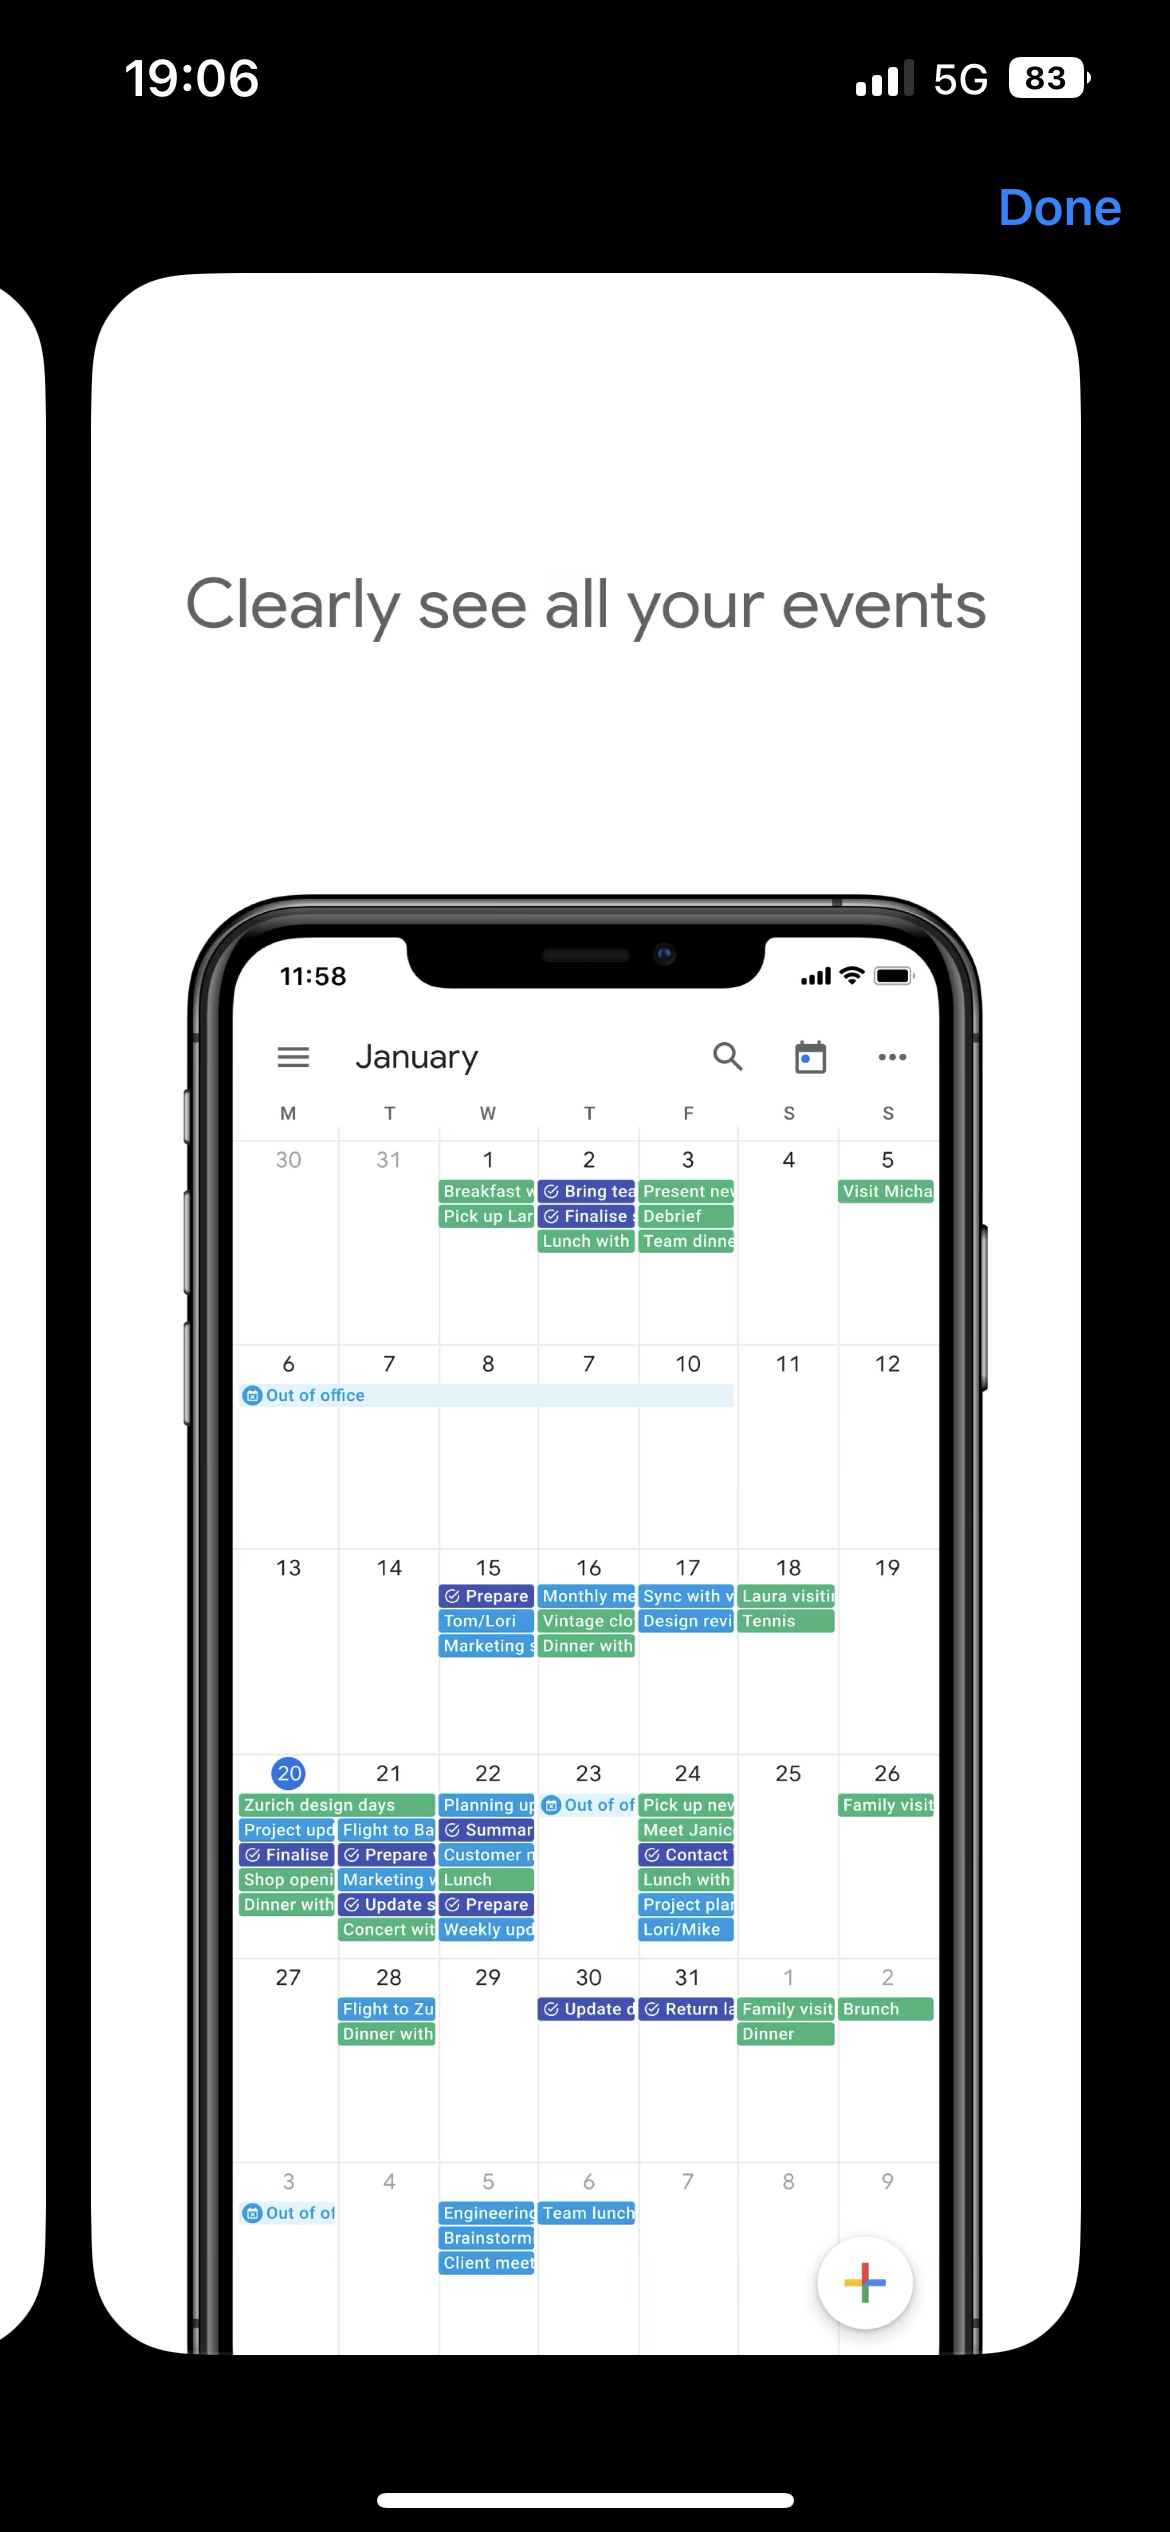 19:06 5G 83
Done
Clearly see all your events
11:58
January
M T W T F S S
30 31 1 2 3 4 5
Breakfast w Bring tea Present nev Visit Micha
Pick up Lar Finalise Debrief
Lunch with Team dinne
6 7 8 7 10 11 12
Out of office
13 14 15 16 17 18 19
Prepare Monthly me Sync with v Laura visitin
Tom/Lori Vintage clo Design revi Tennis
Marketing s Dinner with
20 21 22 23 24 25 26
Zurich design days Planning up Out of of Pick up nev Family visit
Project upd Flight to Ba Summar Meet Janic
Finalise Prepare Customer n Contact
Shop openi Marketing v Lunch Lunch with
Dinner with Update s Prepare Project plan
Concert wit Weekly upd Lori/Mike
27 28 29 30 31 1 2
Flight to Zu Update d Return la Family visit Brunch
Dinner with Dinner
3 4 5 6 7 8 9
Out of of Engineering Team lunch
Brainstorm
Client meet